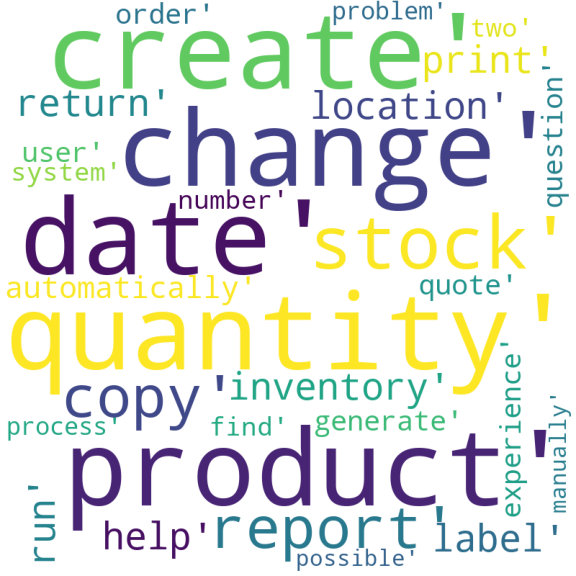 order'
problem'
create'
two'
print'
return'
location'
question'
change'
user'
system'
number'
date'
stock'
automatically'
quote'
quantity'
copy'
inventory'
experience'
manually'
process'
find'
generate'
product'
run'
help'
report'
label'
possible'